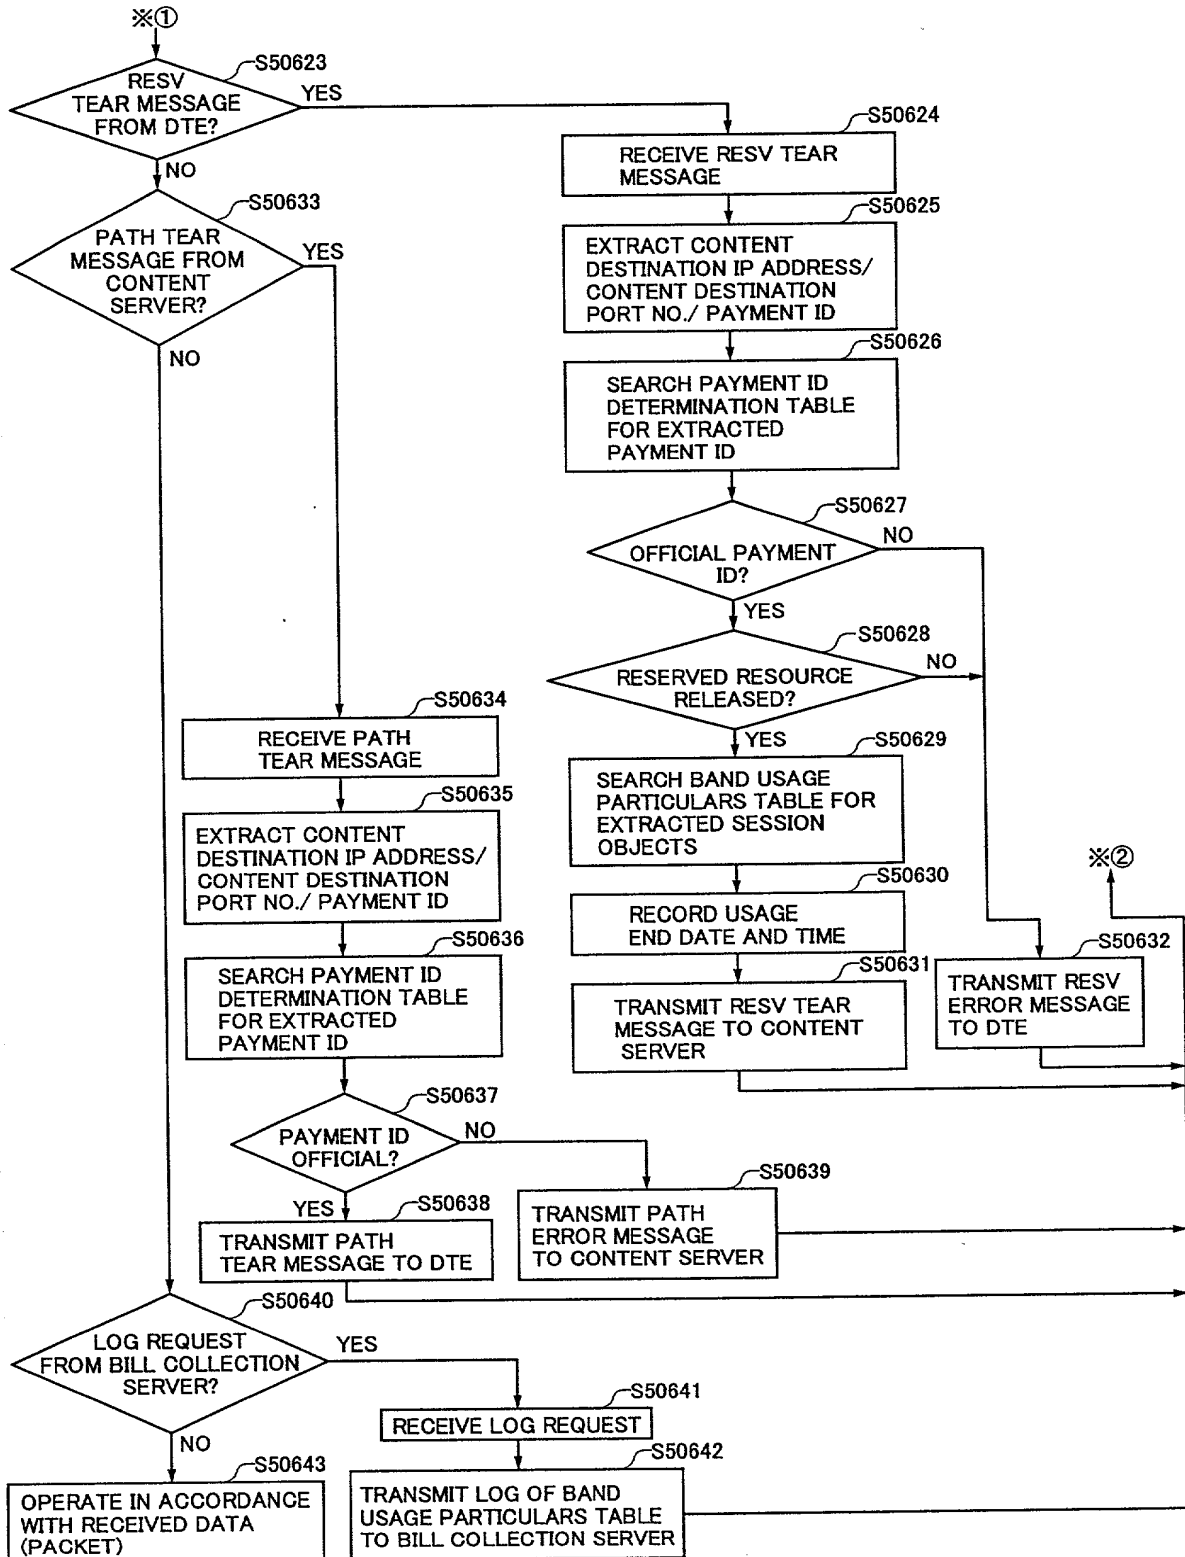 ※①
S50623
RESV
TEAR MESSAGE
FROM DTE?
YES
NO
S50624
RECEIVE RESV TEAR
MESSAGE
S50633
PATH TEAR
MESSAGE FROM
CONTENT
SERVER?
YES
NO
S50625
EXTRACT CONTENT
DESTINATION IP ADDRESS/
CONTENT DESTINATION
PORT NO./ PAYMENT ID
S50626
SEARCH PAYMENT ID
DETERMINATION TABLE
FOR EXTRACTED
PAYMENT ID
S50627
OFFICIAL PAYMENT
ID?
NO
YES
S50628
RESERVED RESOURCE
RELEASED?
NO
YES
S50629
SEARCH BAND USAGE
PARTICULARS TABLE FOR
EXTRACTED SESSION
OBJECTS
S50630
RECORD USAGE
END DATE AND TIME
S50631
TRANSMIT RESV TEAR
MESSAGE TO CONTENT
SERVER
※②
S50632
TRANSMIT RESV
ERROR MESSAGE
TO DTE
S50634
RECEIVE PATH
TEAR MESSAGE
S50635
EXTRACT CONTENT
DESTINATION IP ADDRESS/
CONTENT DESTINATION
PORT NO./ PAYMENT ID
S50636
SEARCH PAYMENT ID
DETERMINATION TABLE
FOR EXTRACTED
PAYMENT ID
S50637
PAYMENT ID
OFFICIAL?
NO
YES
S50638
TRANSMIT PATH
TEAR MESSAGE TO DTE
S50639
TRANSMIT PATH
ERROR MESSAGE
TO CONTENT SERVER
S50640
LOG REQUEST
FROM BILL COLLECTION
SERVER?
YES
NO
S50641
RECEIVE LOG REQUEST
S50642
TRANSMIT LOG OF BAND
USAGE PARTICULARS TABLE
TO BILL COLLECTION SERVER
S50643
OPERATE IN ACCORDANCE
WITH RECEIVED DATA
(PACKET)